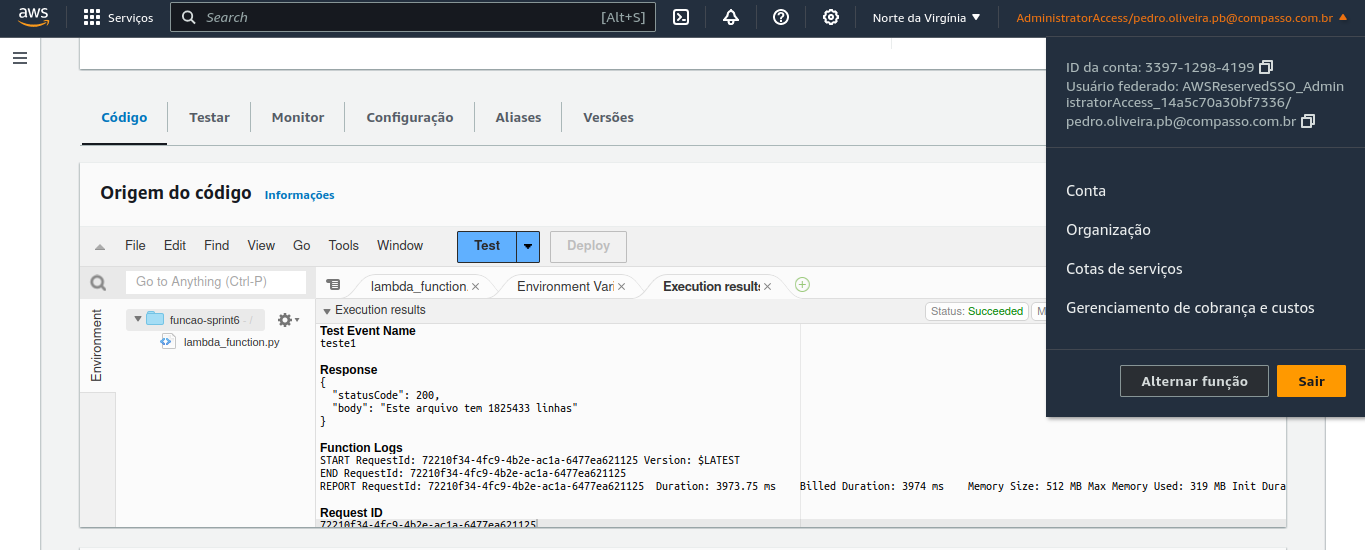 aws
Serviços
Search
[Alt+S]
Norte da Virgínia
AdministratorAccess/pedro.oliveira.pb@compasso.com.br
ID da conta: 3397-1298-4199
Usuário federado: AWSReservedSSO_Admin
istratorAccess_14a5c70a30bf7336/
pedro.oliveira.pb@compasso.com.br
Conta
Organização
Cotas de serviços
Gerenciamento de cobrança e custos
Alternar função
Sair
Código
Testar
Monitor
Configuração
Aliases
Versões
Origem do código
Informações
File Edit Find View Go Tools Window
Test
Deploy
Go to Anything (Ctrl-P)
lambda_function.
Environment Vari
Execution results
Environment
funcao-sprint6 - /
lambda_function.py
Execution results
Status: Succeeded
M
Test Event Name
teste1
Response
{
"statusCode": 200,
"body": "Este arquivo tem 1825433 linhas"
}
Function Logs
START RequestId: 72210f34-4fc9-4b2e-ac1a-6477ea621125 Version: $LATEST
END RequestId: 72210f34-4fc9-4b2e-ac1a-6477ea621125
REPORT RequestId: 72210f34-4fc9-4b2e-ac1a-6477ea621125 Duration: 3973.75 ms Billed Duration: 3974 ms Memory Size: 512 MB Max Memory Used: 319 MB Init Dura
Request ID
72210f34-4fc9-4b2e-ac1a-6477ea621125